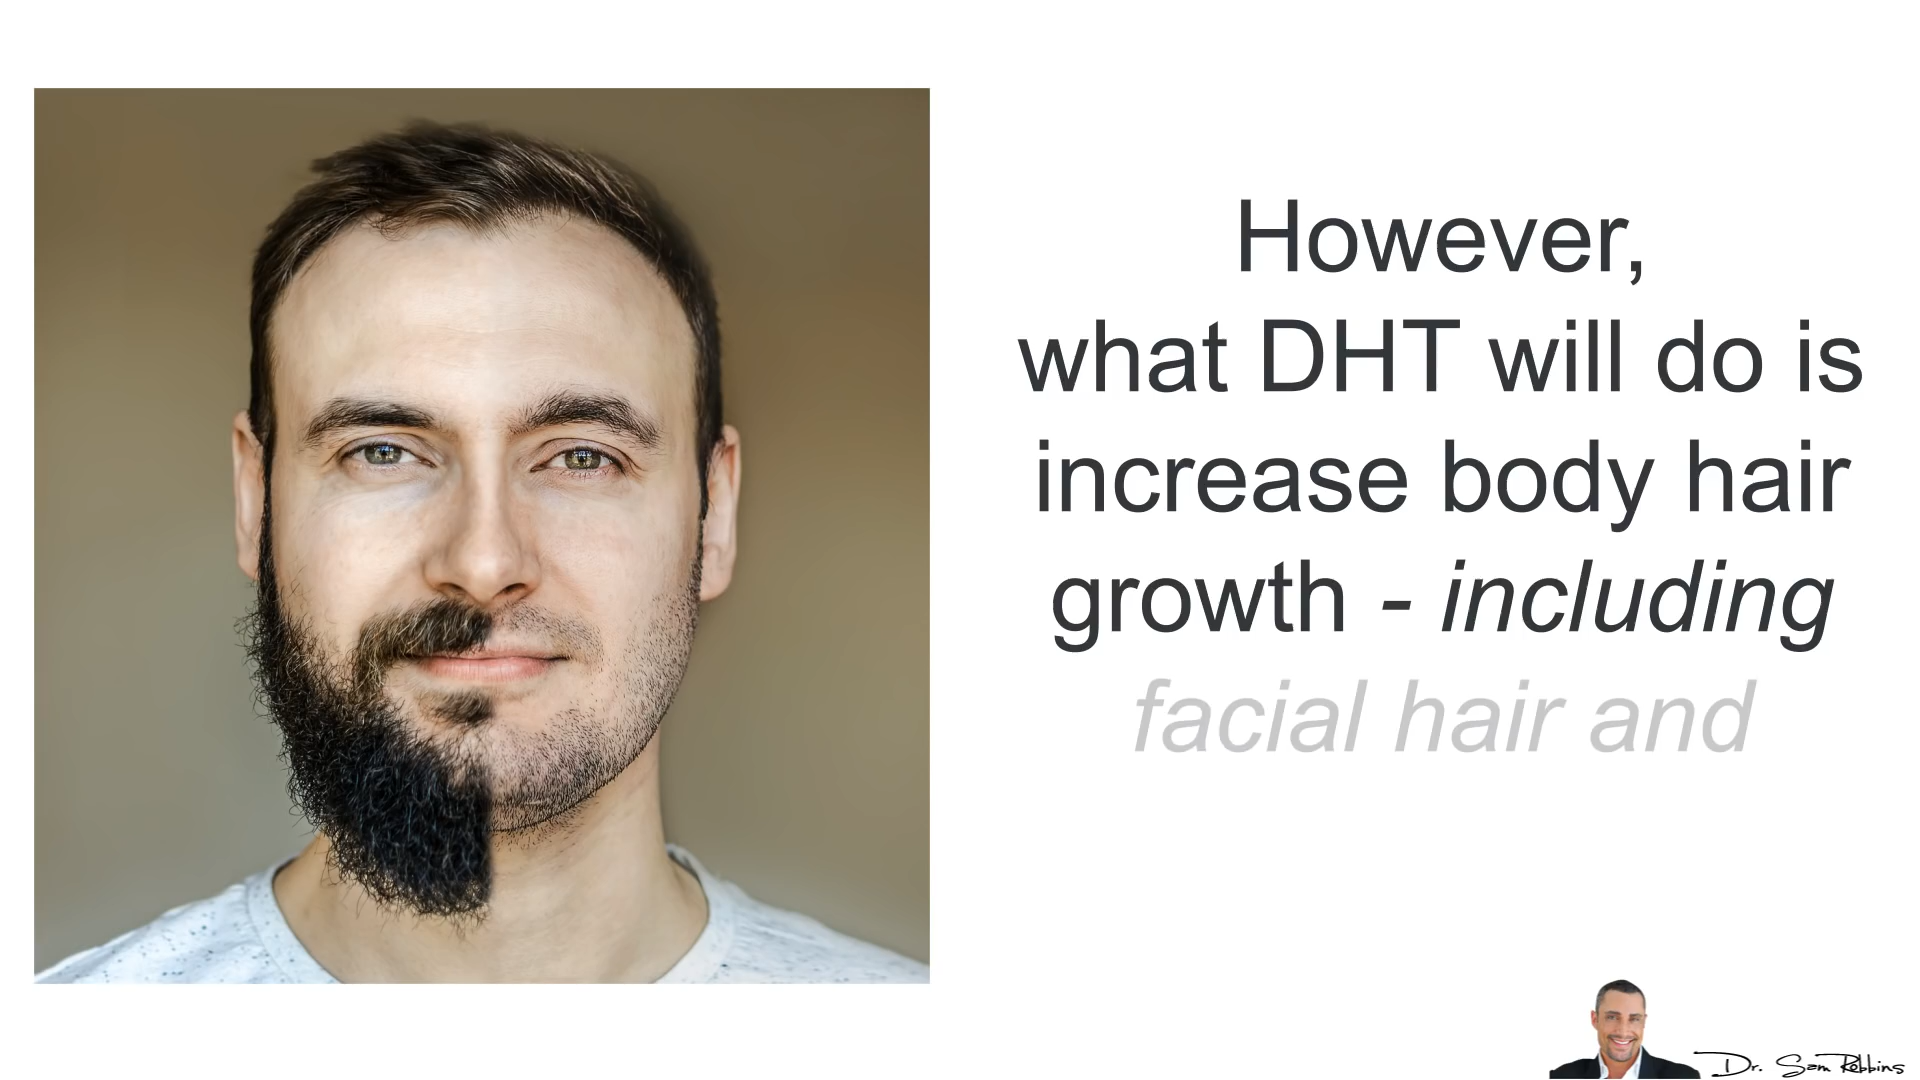 However,
what DHT will do is
increase body hair
growth - including
facial hair and
Dr. Sam Robbins